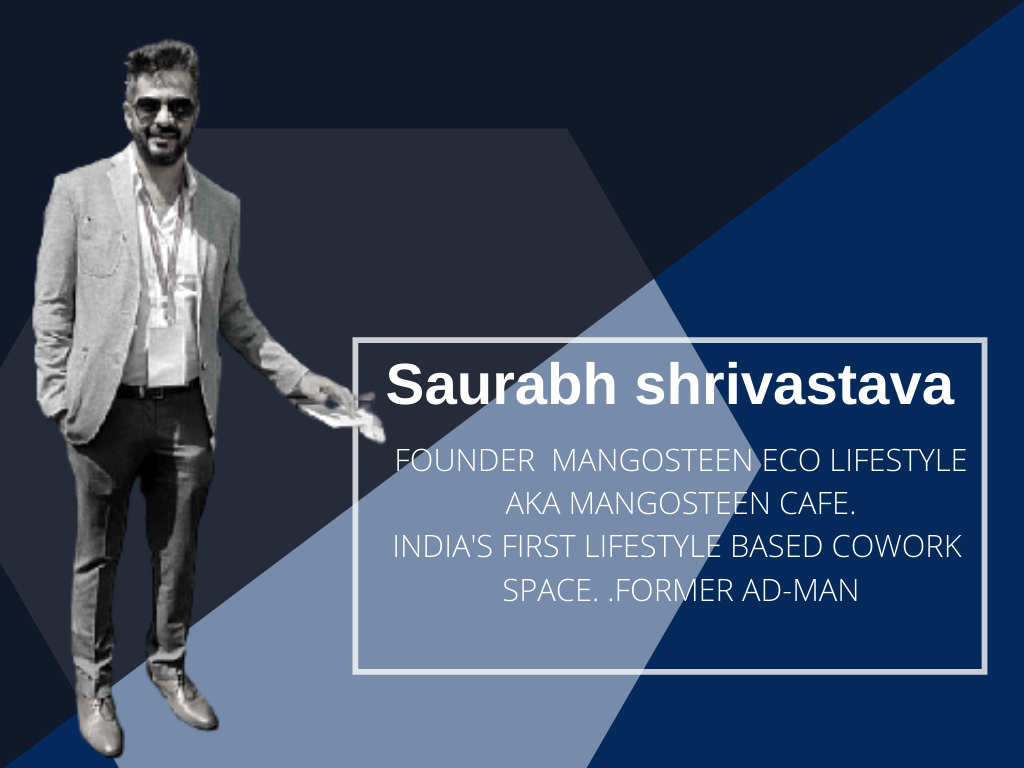 Saurabh shrivastava
FOUNDER MANGOSTEEN ECO LIFESTYLE
AKA MANGOSTEEN CAFE.
INDIA'S FIRST LIFESTYLE BASED COWORK
SPACE. .FORMER AD-MAN